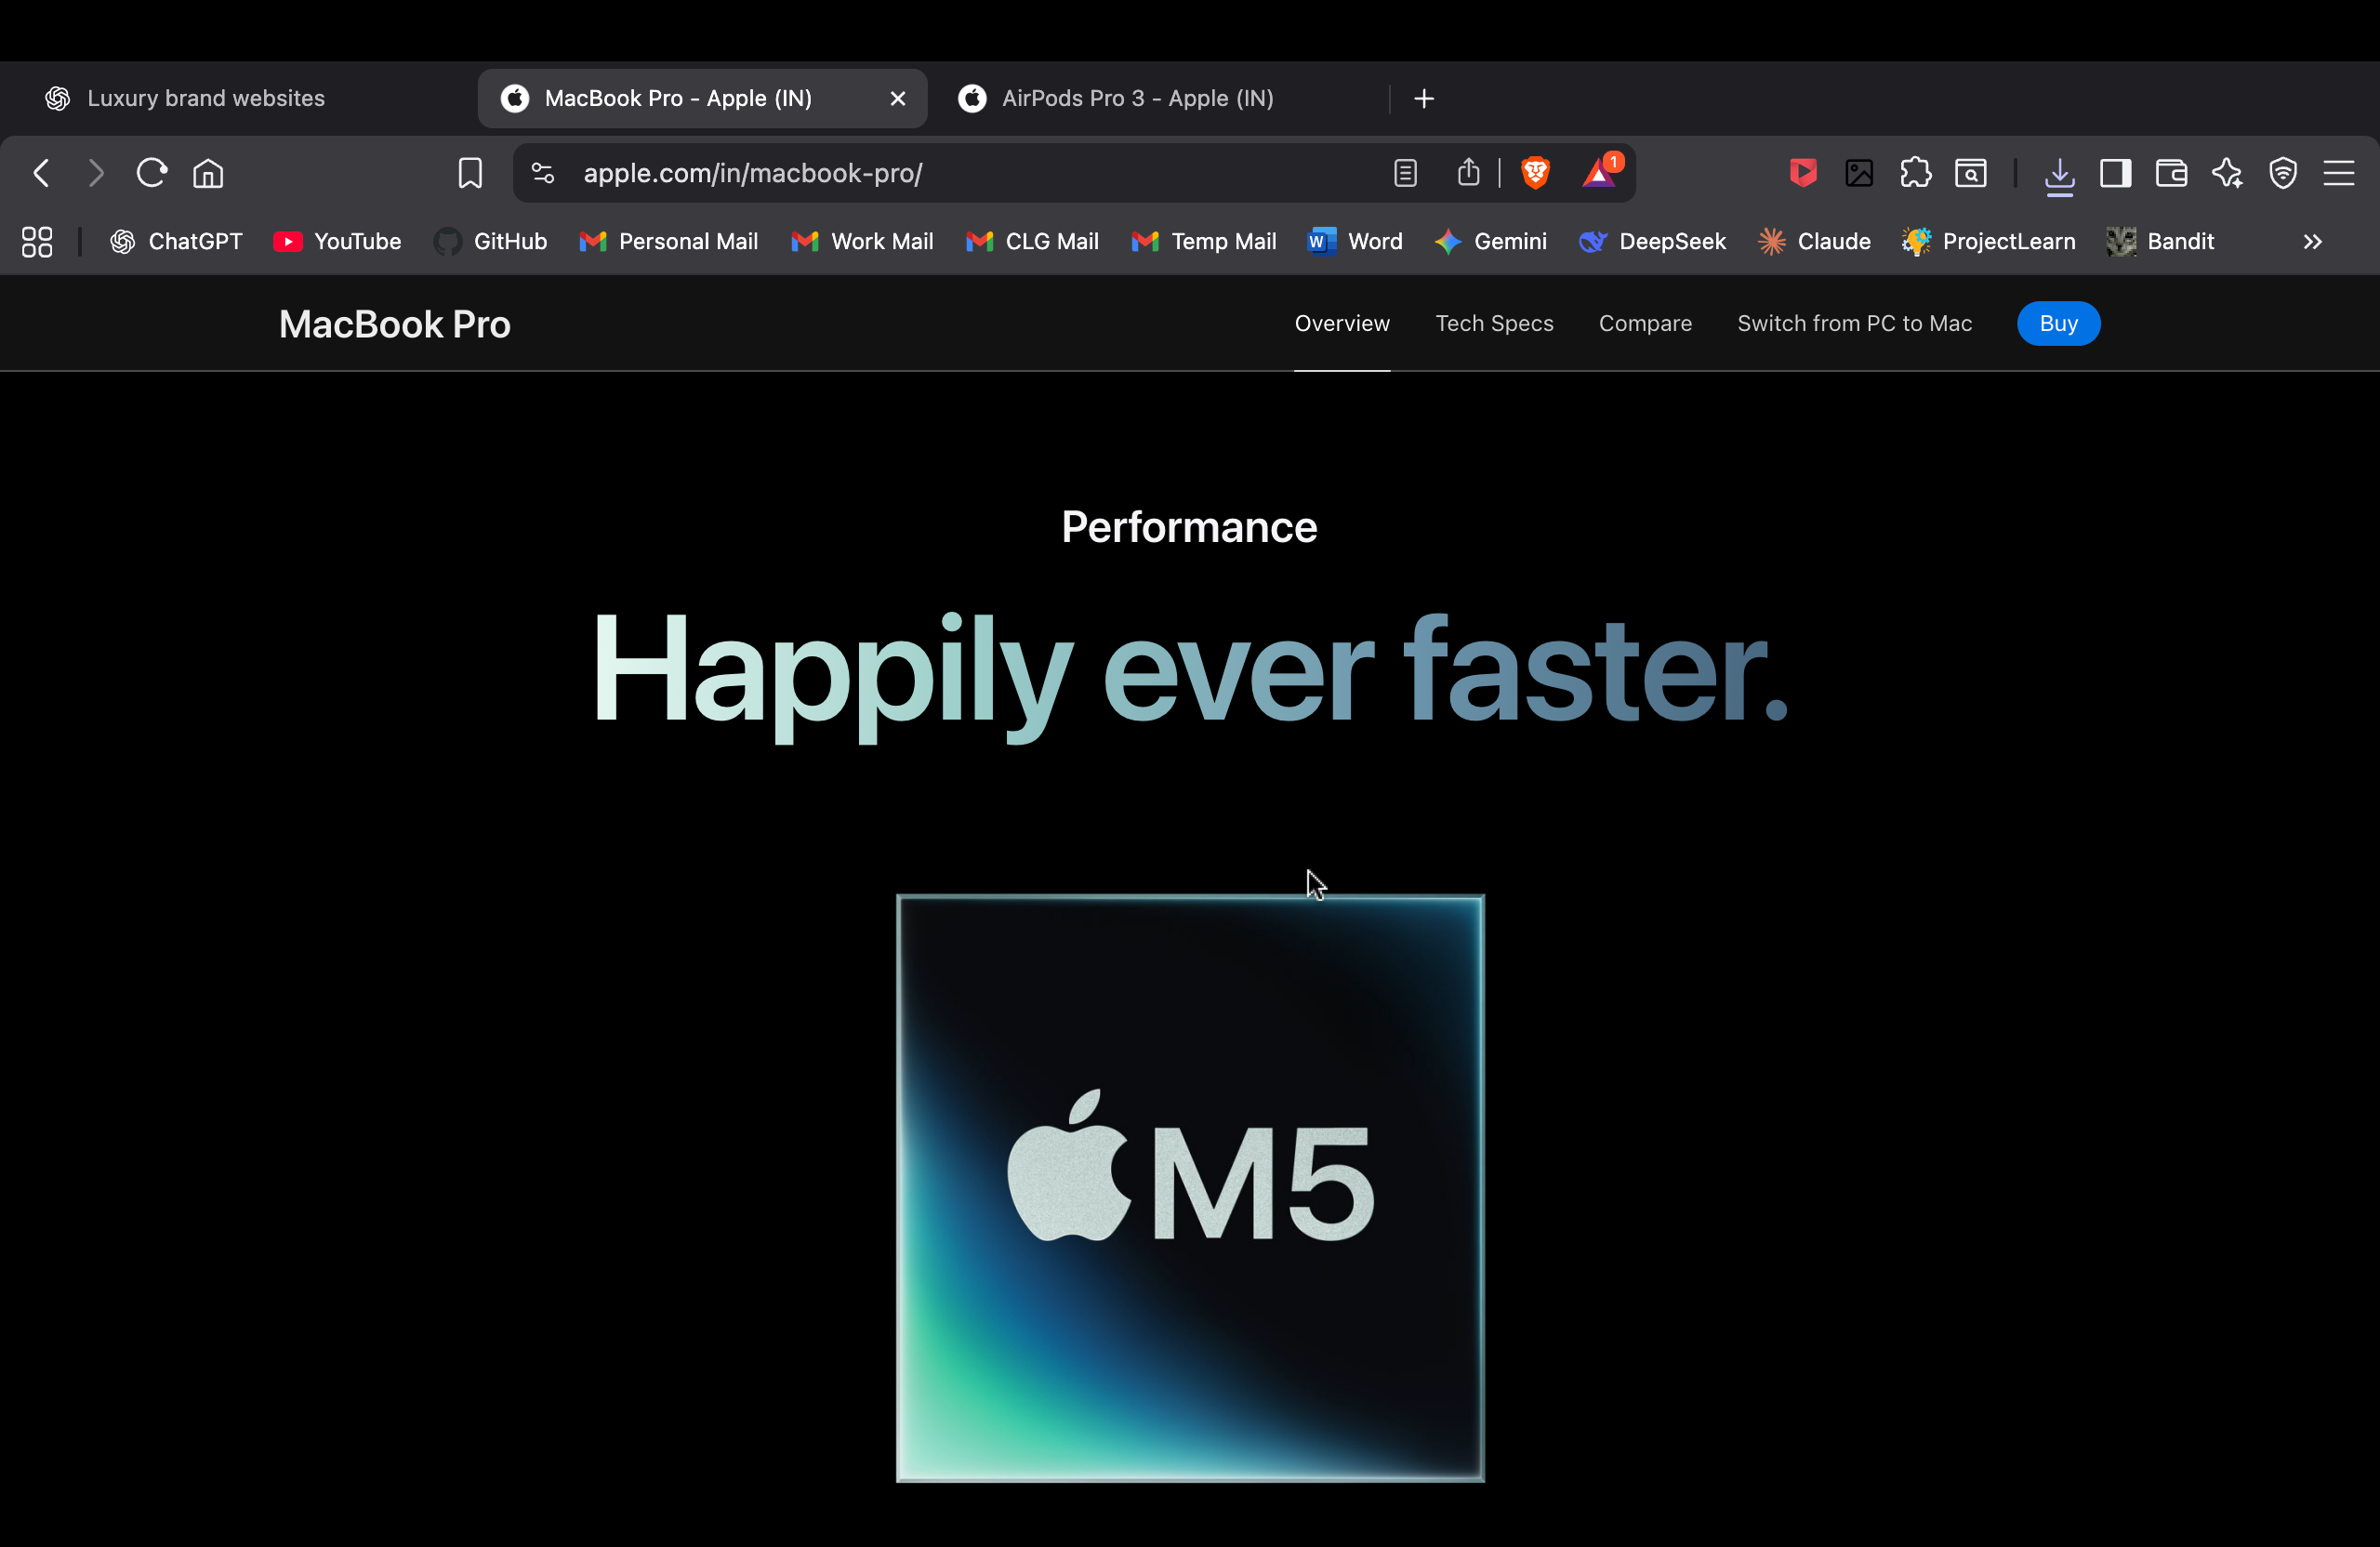 Luxury brand websites
MacBook Pro - Apple (IN)
AirPods Pro 3 - Apple (IN)
apple.com/in/macbook-pro/
1
ChatGPT
YouTube
GitHub
Personal Mail
Work Mail
CLG Mail
Temp Mail
W
Word
Gemini
DeepSeek
Claude
ProjectLearn
Bandit
MacBook Pro
Overview
Tech Specs
Compare
Switch from PC to Mac
Buy
Performance
Happily ever faster.
M5